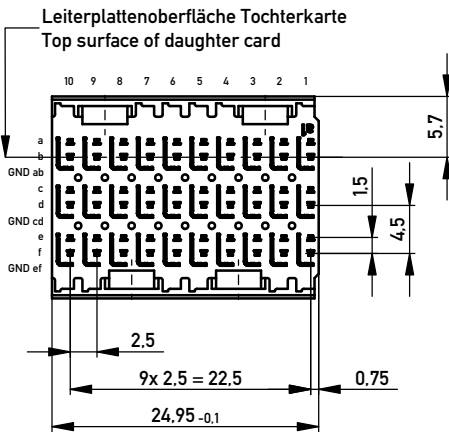 Leiterplattenoberfläche Tochterkarte
Top surface of daughter card
10 9 8 7 6 5 4 3 2 1
a
b
GND ab
c
d
GND cd
e
f
GND ef
5,7
1,5
4,5
2,5
9x 2,5 = 22,5
0,75
24,95 -0,1